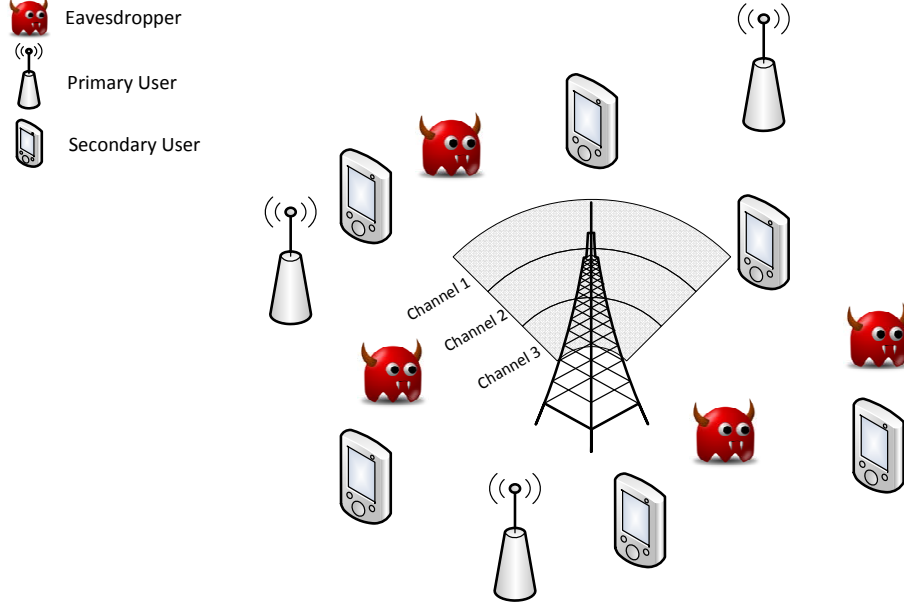 Eavesdropper
Primary User
Secondary User
Channel 1
Channel 2
Channel 3